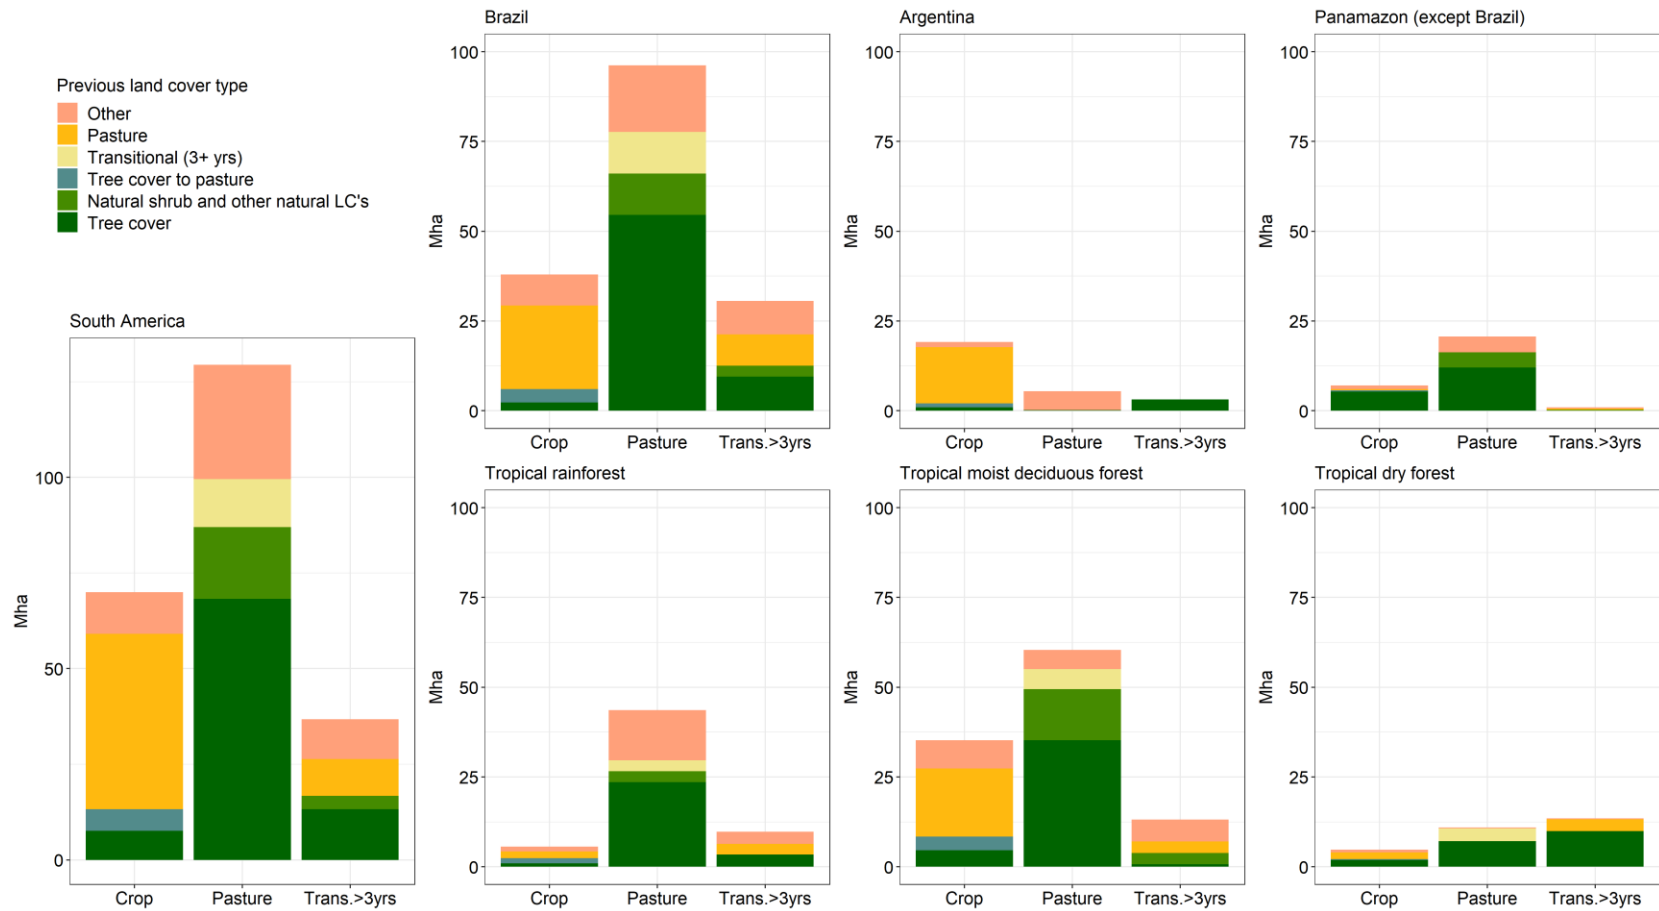 Previous land cover type
Other
Pasture
Transitional (3+ yrs)
Tree cover to pasture
Natural shrub and other natural LC's
Tree cover
South America
Mha
100
50
0
Crop Pasture Trans.>3yrs
Brazil
Mha
100
75
50
25
0
Crop Pasture Trans.>3yrs
Argentina
Mha
100
75
50
25
0
Crop Pasture Trans.>3yrs
Panamazon (except Brazil)
Mha
100
75
50
25
0
Crop Pasture Trans.>3yrs
Tropical rainforest
Mha
100
75
50
25
0
Crop Pasture Trans.>3yrs
Tropical moist deciduous forest
Mha
100
75
50
25
0
Crop Pasture Trans.>3yrs
Tropical dry forest
Mha
100
75
50
25
0
Crop Pasture Trans.>3yrs